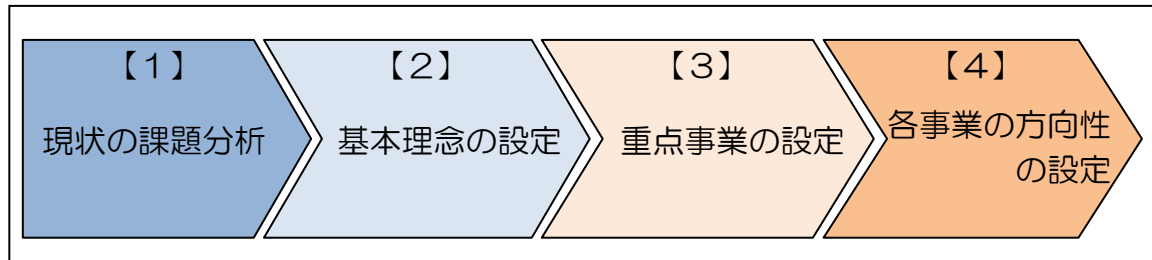 【1】
現状の課題分析
【2】
基本理念の設定
【3】
重点事業の設定
【4】
各事業の方向性
の設定